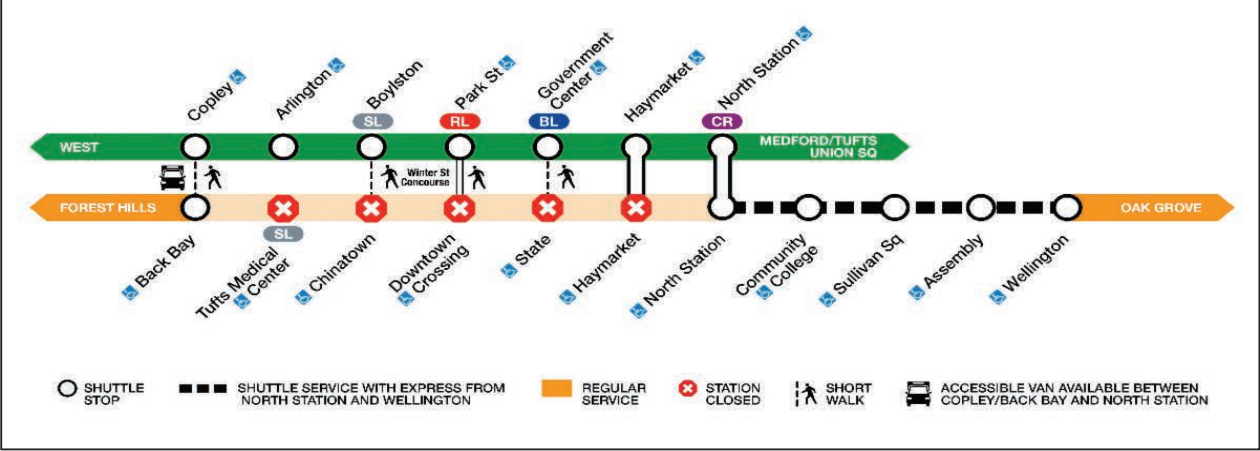 Copley
Arlington
Boylston
Park St
Government
Center
Haymarket
North Station
SL
RL
BL
CR
WEST
MEDFORD/TUFTS
UNION SQ
Winter St
Concourse
FOREST HILLS
OAK GROVE
SL
Back Bay
Tufts Medical
Center
Chinatown
Downtown
Crossing
State
Haymarket
North Station
Community
College
Sullivan Sq
Assembly
Wellington
SHUTTLE
STOP
SHUTTLE SERVICE WITH EXPRESS FROM
NORTH STATION AND WELLINGTON
REGULAR
SERVICE
STATION
CLOSED
SHORT
WALK
ACCESSIBLE VAN AVAILABLE BETWEEN
COPLEY/BACK BAY AND NORTH STATION